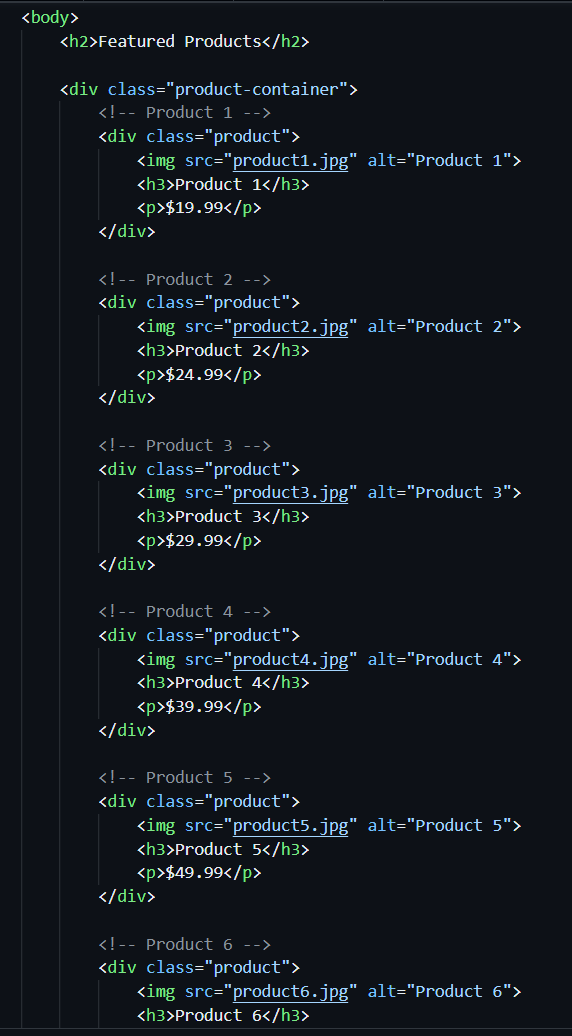 <body>
<h2>Featured Products</h2>
<div class="product-container">
<!-- Product 1 -->
<div class="product">
<img src="product1.jpg" alt="Product 1">
<h3>Product 1</h3>
<p>$19.99</p>
</div>
<!-- Product 2 -->
<div class="product">
<img src="product2.jpg" alt="Product 2">
<h3>Product 2</h3>
<p>$24.99</p>
</div>
<!-- Product 3 -->
<div class="product">
<img src="product3.jpg" alt="Product 3">
<h3>Product 3</h3>
<p>$29.99</p>
</div>
<!-- Product 4 -->
<div class="product">
<img src="product4.jpg" alt="Product 4">
<h3>Product 4</h3>
<p>$39.99</p>
</div>
<!-- Product 5 -->
<div class="product">
<img src="product5.jpg" alt="Product 5">
<h3>Product 5</h3>
<p>$49.99</p>
</div>
<!-- Product 6 -->
<div class="product">
<img src="product6.jpg" alt="Product 6">
<h3>Product 6</h3>